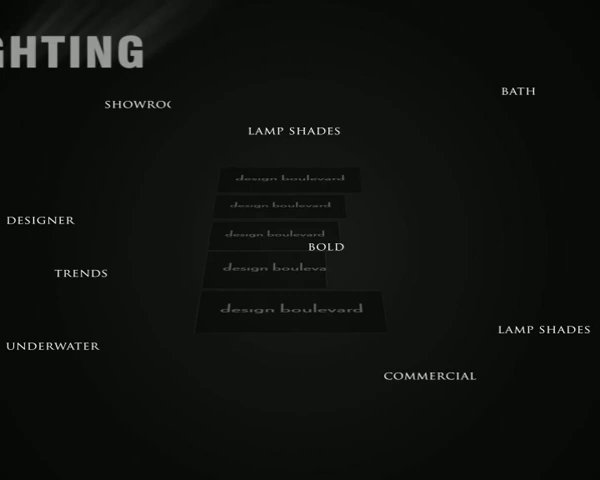 GHTING
BATH
SHOWROO
LAMP SHADES
design boulevard
design boulevard
DESIGNER
design boulevard
BOLD
design bouleva
TRENDS
design boulevard
LAMP SHADES
UNDERWATER
COMMERCIAL